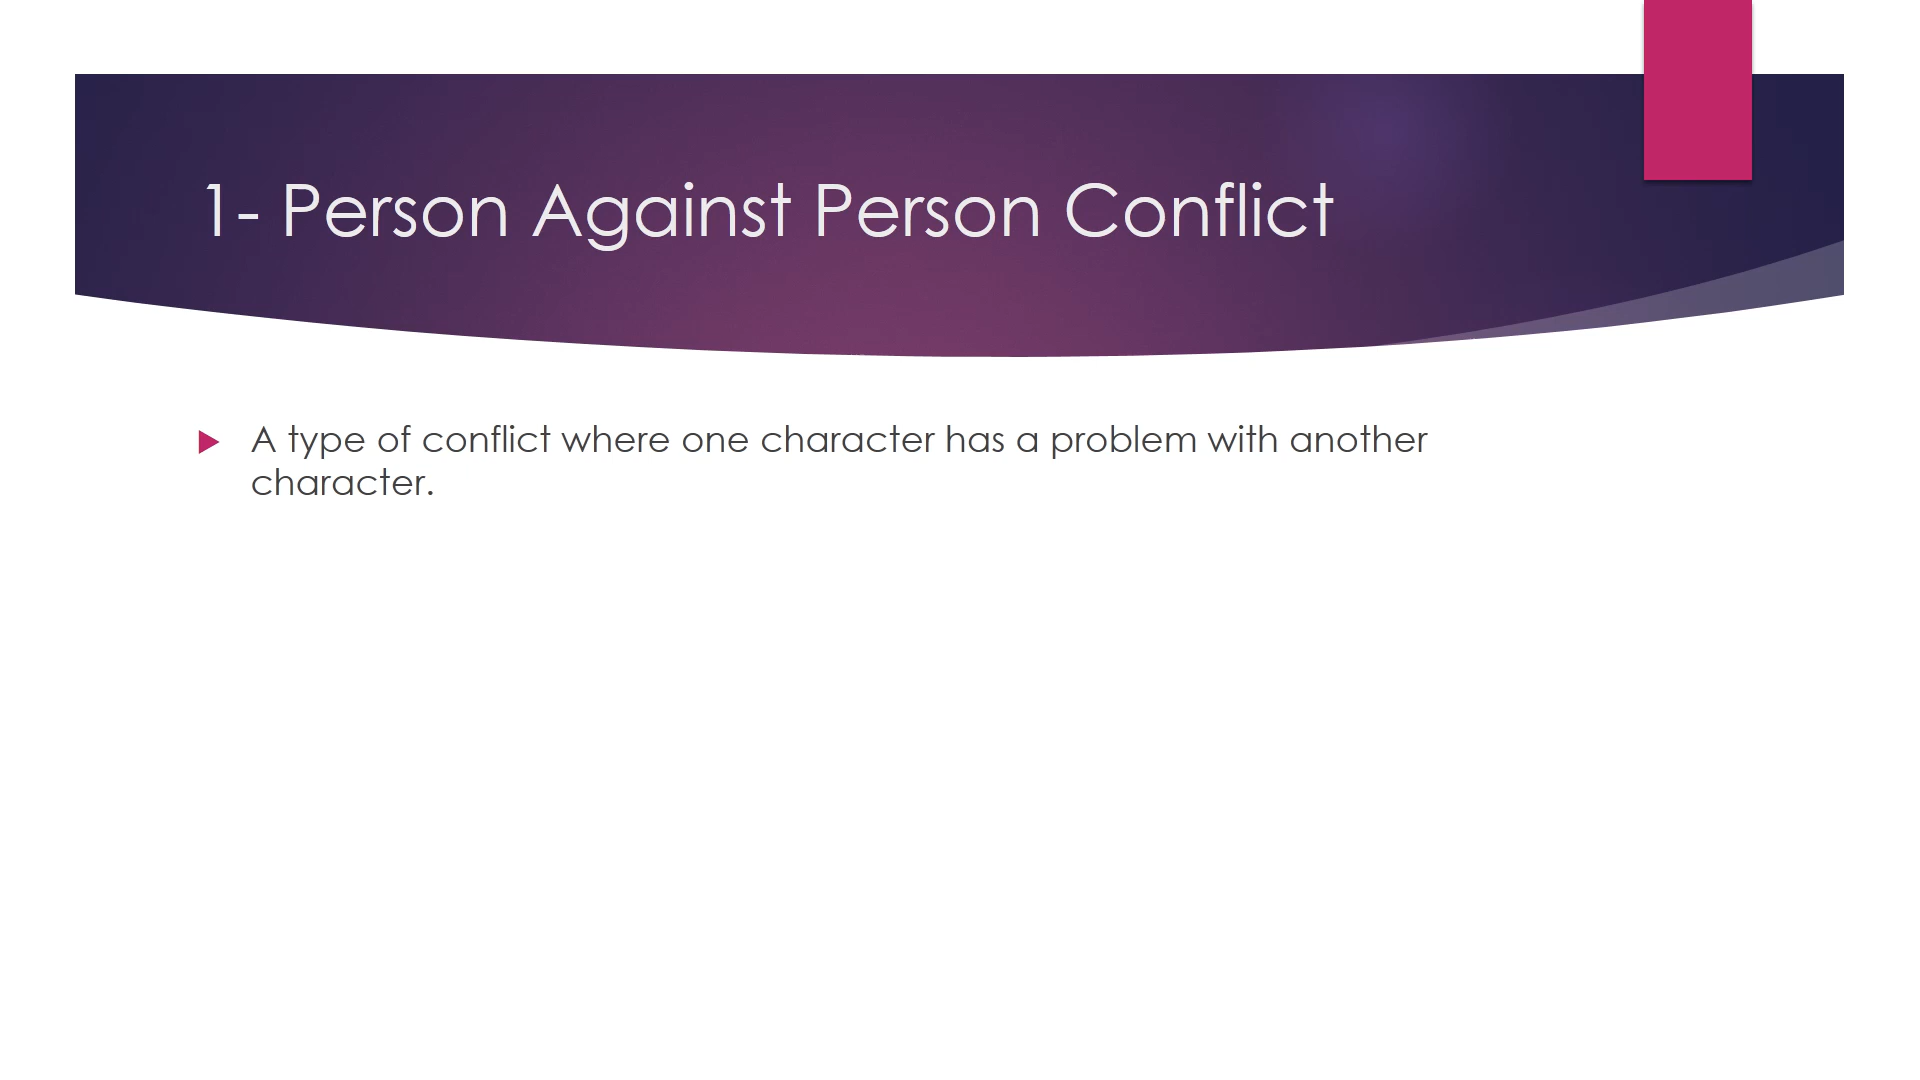 1- Person Against Person Conflict
A type of conflict where one character has a problem with another
character.